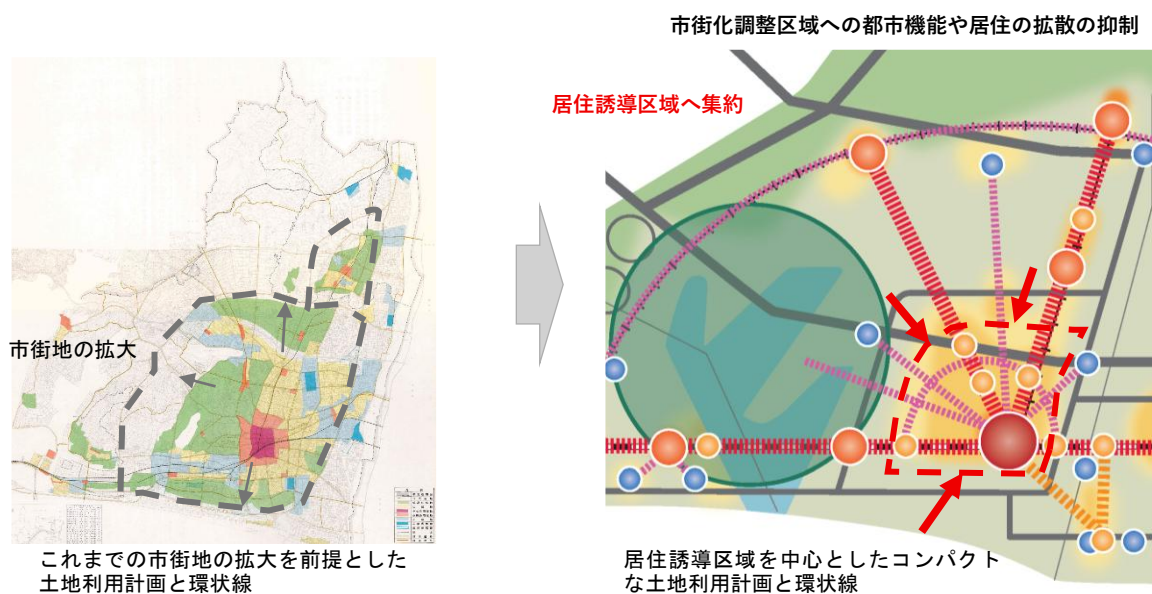 市街化調整区域への都市機能や居住の拡散の抑制
居住誘導区域へ集約
市街地の拡大
これまでの市街地の拡大を前提とした
土地利用計画と環状線
居住誘導区域を中心としたコンパクト
な土地利用計画と環状線